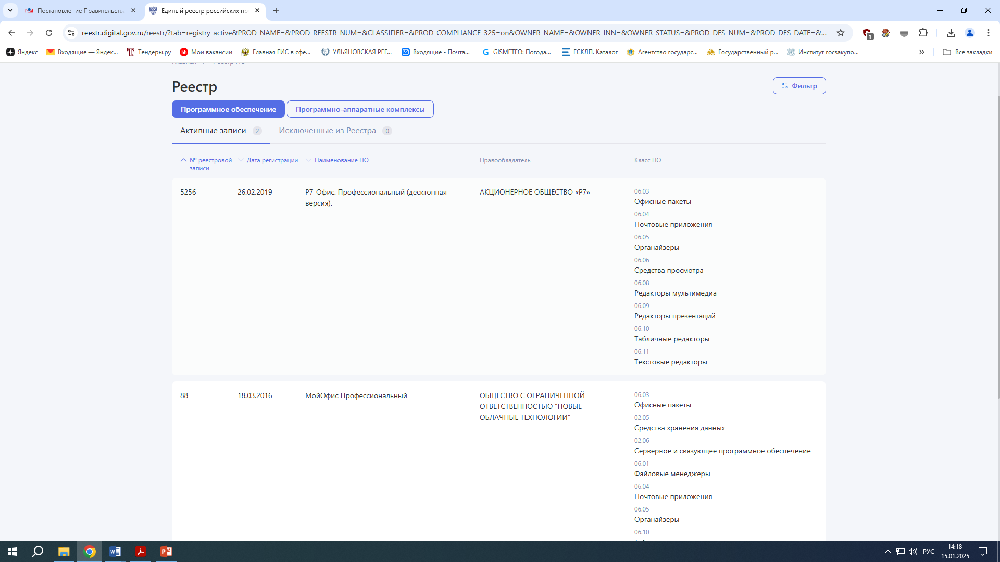 Постановление Правительства
Единый реестр российских пр
reestr.digital.gov.ru/reestr/?tab=registry_active&PROD_NAME=&PROD_REESTR_NUM=&CLASSIFIER=&PROD_COMPLIANCE_325=on&OWNER_NAME=&OWNER_INN=&OWNER_STATUS=&PROD_DES_NUM=&PROD_DES_DATE=&...
1
Яндекс
Входящие — Яндек...
Тендеры.ру
Мои вакансии
Главная ЕИС в сфе...
УЛЬЯНОВСКАЯ РЕГ...
Входящие - Почта...
GISMETEO: Погода...
ЕСКЛП. Каталог
Агентство государс...
Государственный р...
Институт госзакупо...
Все закладки
Главная > Реестр ПО
Реестр
Фильтр
Программное обеспечение
Программно-аппаратные комплексы
Активные записи 2
Исключенные из Реестра 0
№ реестровой
записи
Дата регистрации
Наименование ПО
Правообладатель
Класс ПО
5256
26.02.2019
Р7-Офис. Профессиональный (десктопная
версия).
АКЦИОНЕРНОЕ ОБЩЕСТВО «Р7»
06.03
Офисные пакеты
06.04
Почтовые приложения
06.05
Органайзеры
06.06
Средства просмотра
06.08
Редакторы мультимедиа
06.09
Редакторы презентаций
06.10
Табличные редакторы
06.11
Текстовые редакторы
88
18.03.2016
МойОфис Профессиональный
ОБЩЕСТВО С ОГРАНИЧЕННОЙ
ОТВЕТСТВЕННОСТЬЮ "НОВЫЕ
ОБЛАЧНЫЕ ТЕХНОЛОГИИ"
06.03
Офисные пакеты
02.05
Средства хранения данных
02.06
Серверное и связующее программное обеспечение
06.01
Файловые менеджеры
06.04
Почтовые приложения
06.05
Органайзеры
06.10
РУС
14:18
15.01.2025